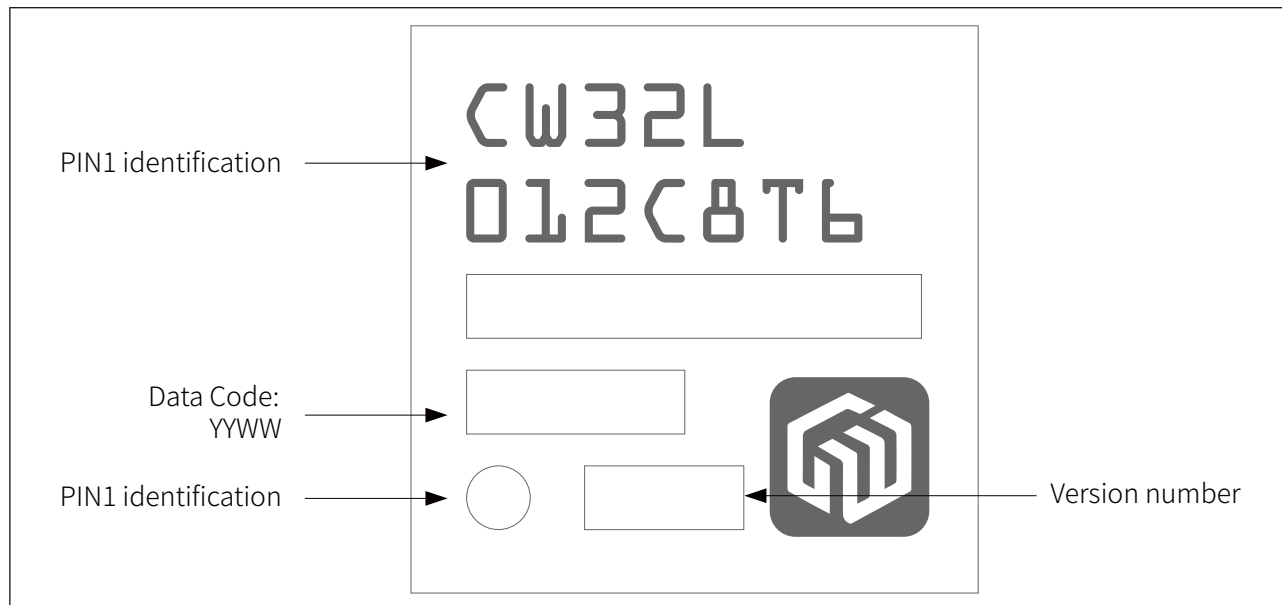 CW32L
PIN1 identification
012C8T6
Data Code:
YYWW
PIN1 identification
Version number